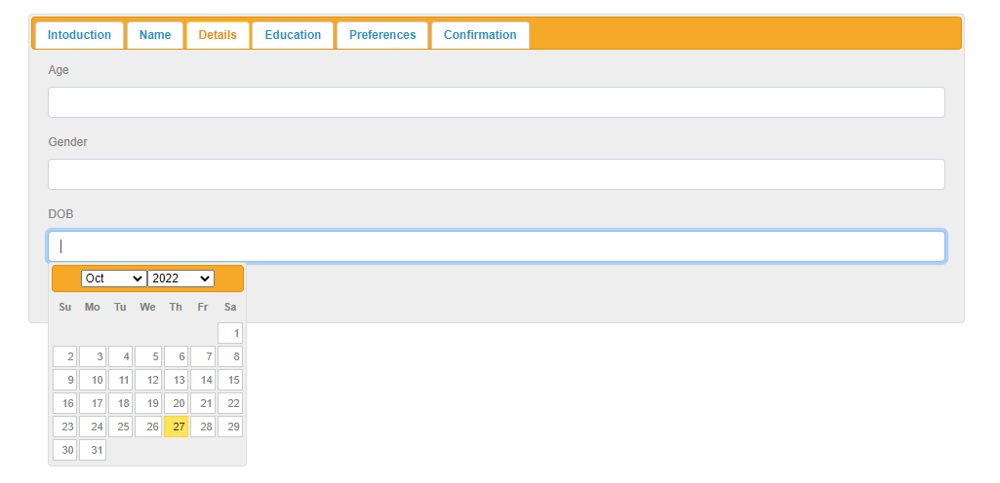 Intoduction Name Details Education Preferences Confirmation
Age
Gender
DOB
Oct 2022
Su Mo Tu We Th Fr Sa
1
2 3 4 5 6 7 8
9 10 11 12 13 14 15
16 17 18 19 20 21 22
23 24 25 26 27 28 29
30 31